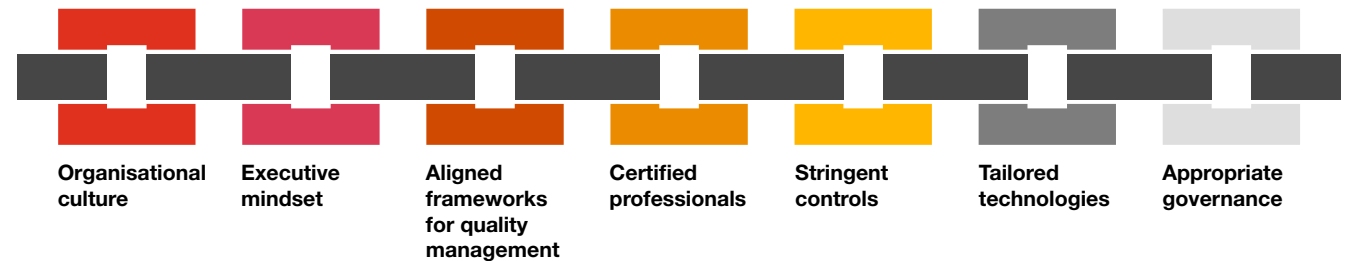 Organisational
culture
Executive
mindset
Aligned
frameworks
for quality
management
Certified
professionals
Stringent
controls
Tailored
technologies
Appropriate
governance